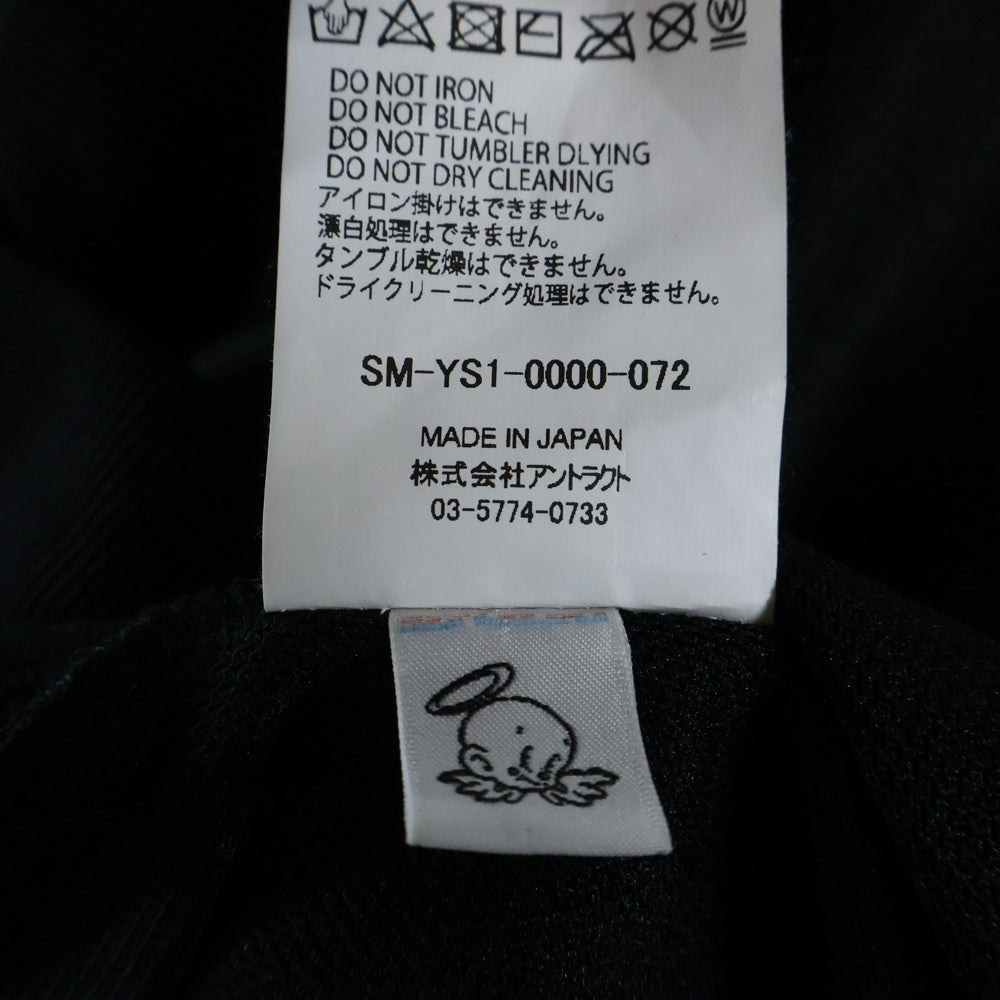 W
DO NOT IRON
DO NOT BLEACH
DO NOT TUMBLER DLYING
DO NOT DRY CLEANING
アイロン掛けはできません。
漂白処理はできません。
タンブル乾燥はできません。
ドライクリーニング処理はできません。
SM-YS1-0000-072
MADE IN JAPAN
株式会社アントラクト
03-5774-0733